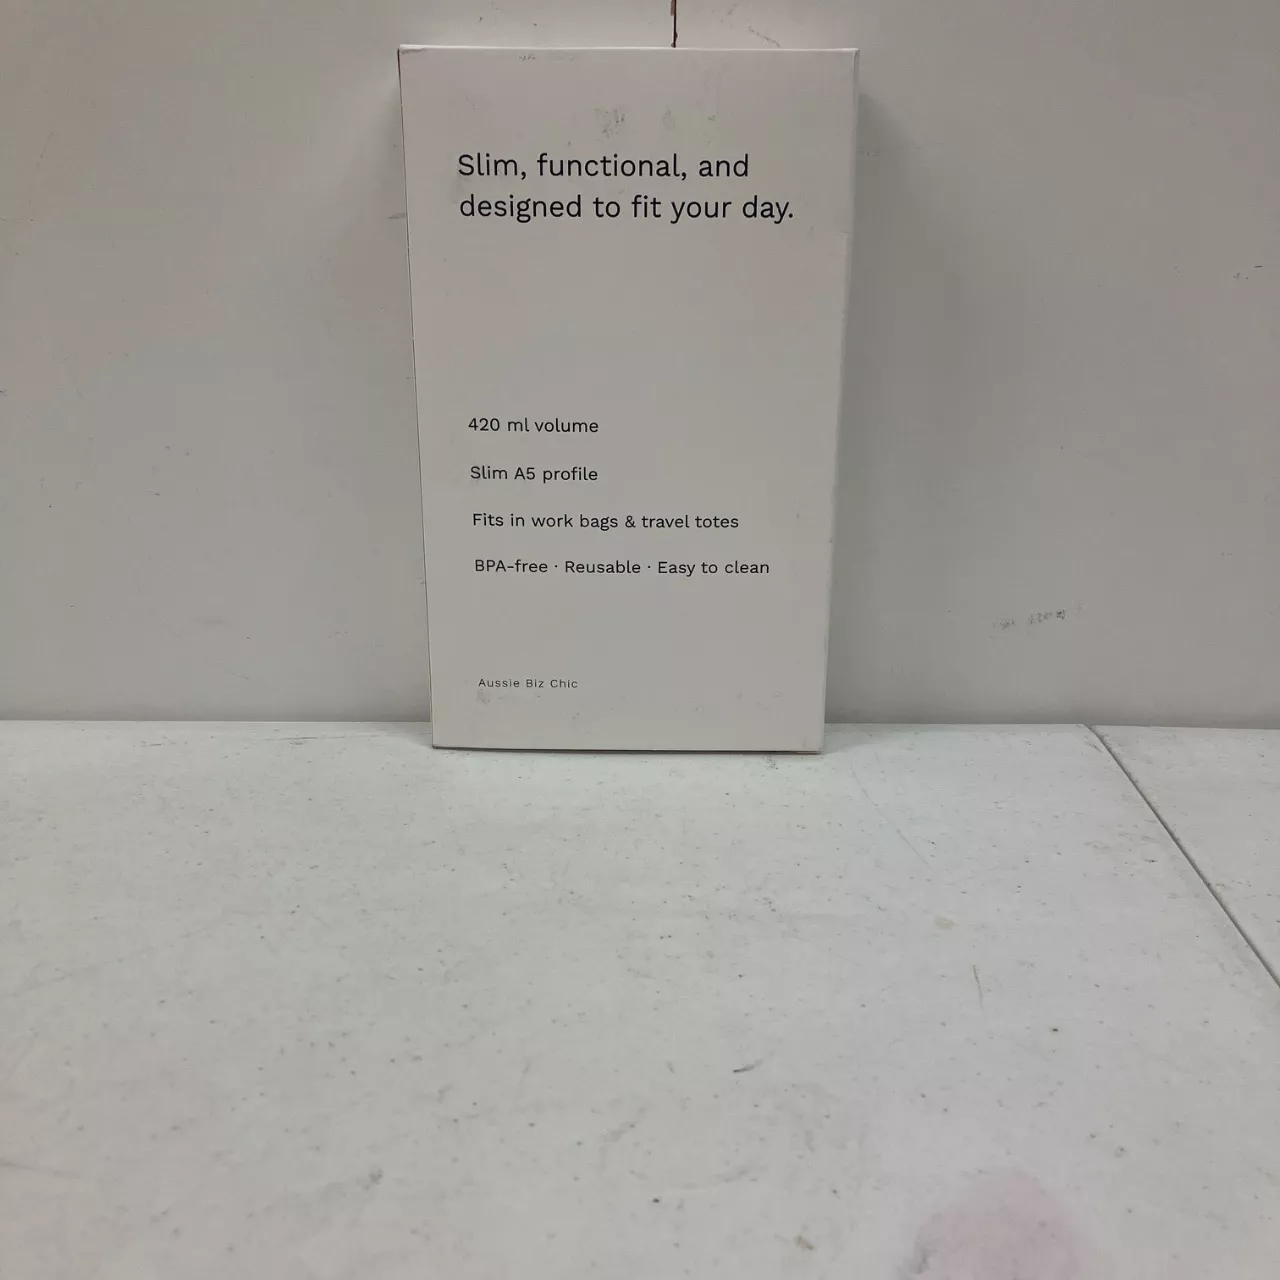 Slim, functional, and
designed to fit your day.
420 ml volume
Slim A5 profile
Fits in work bags & travel totes
BPA-free · Reusable · Easy to clean
Aussie Biz Chic